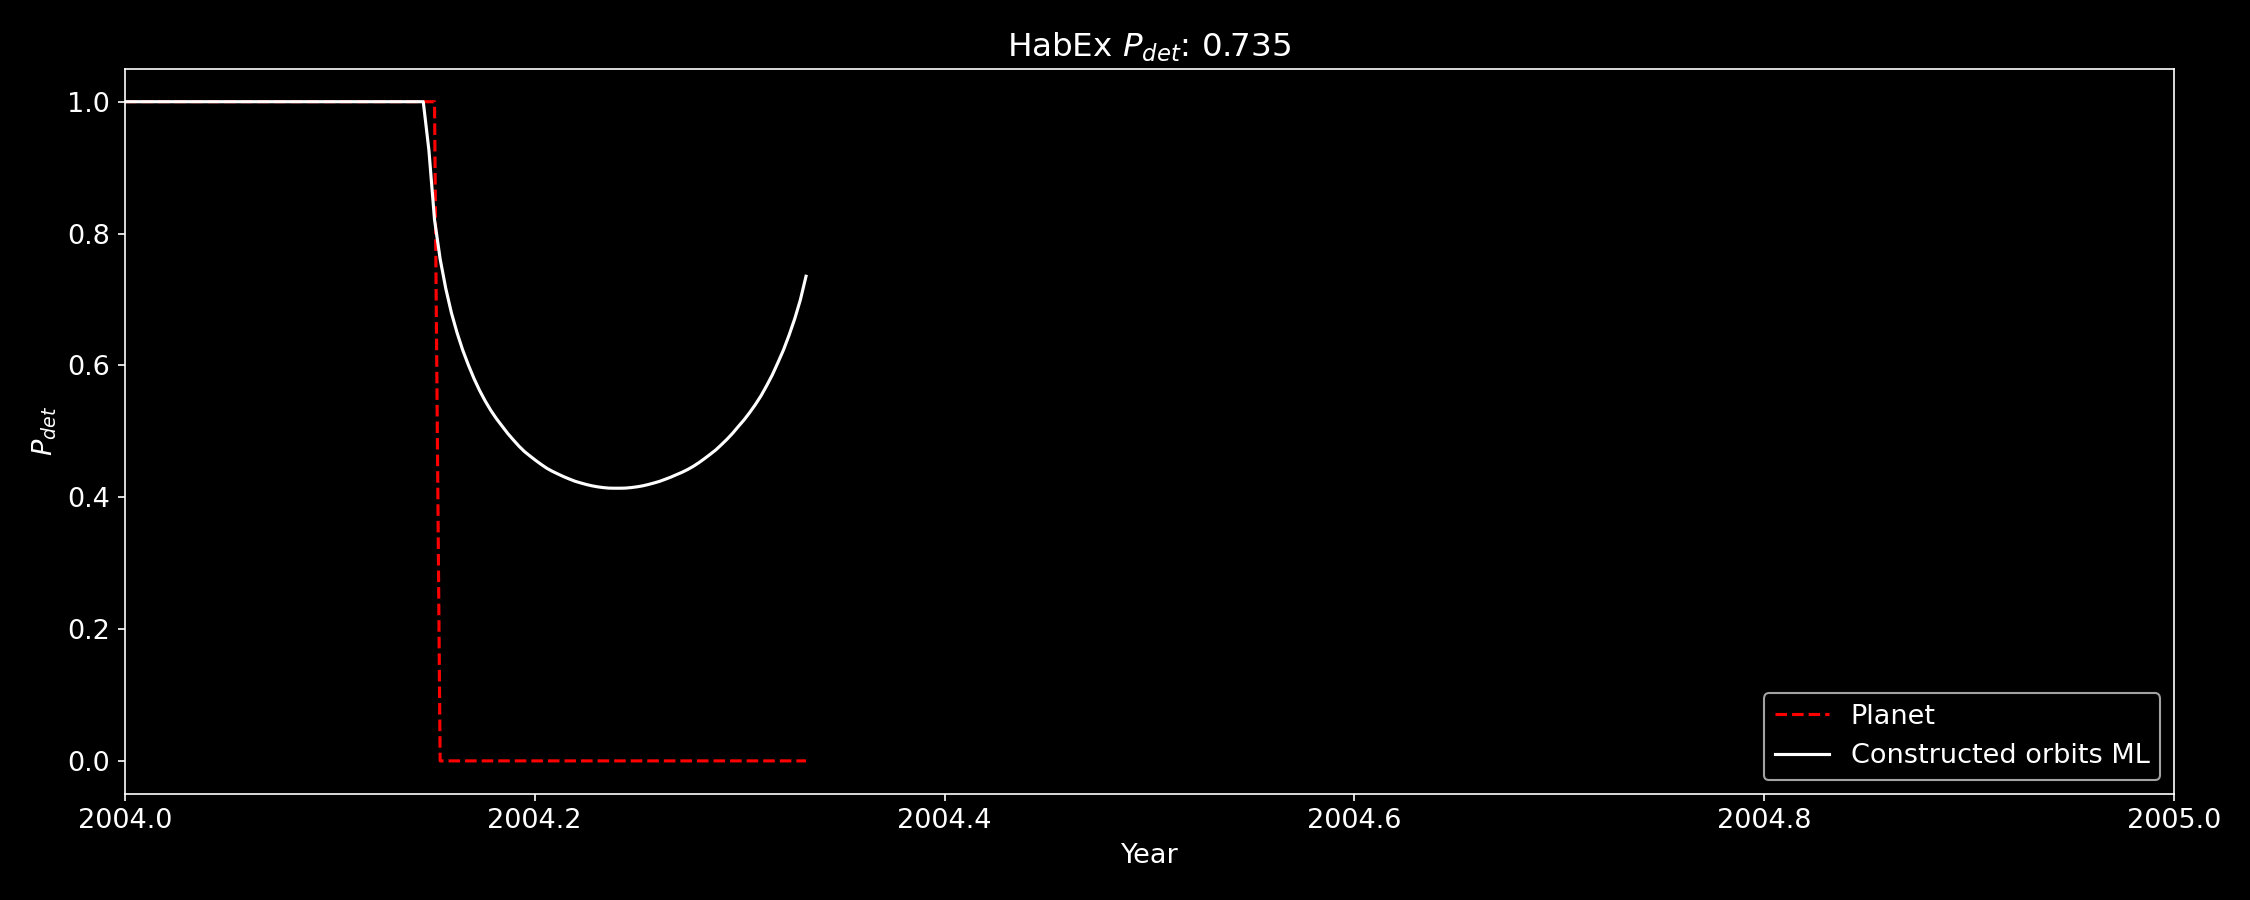 HabEx P_det: 0.735
1.0
0.8
0.6
0.4
0.2
0.0
P_det
2004.0 2004.2 2004.4 2004.6 2004.8 2005.0
Year
Planet
Constructed orbits ML